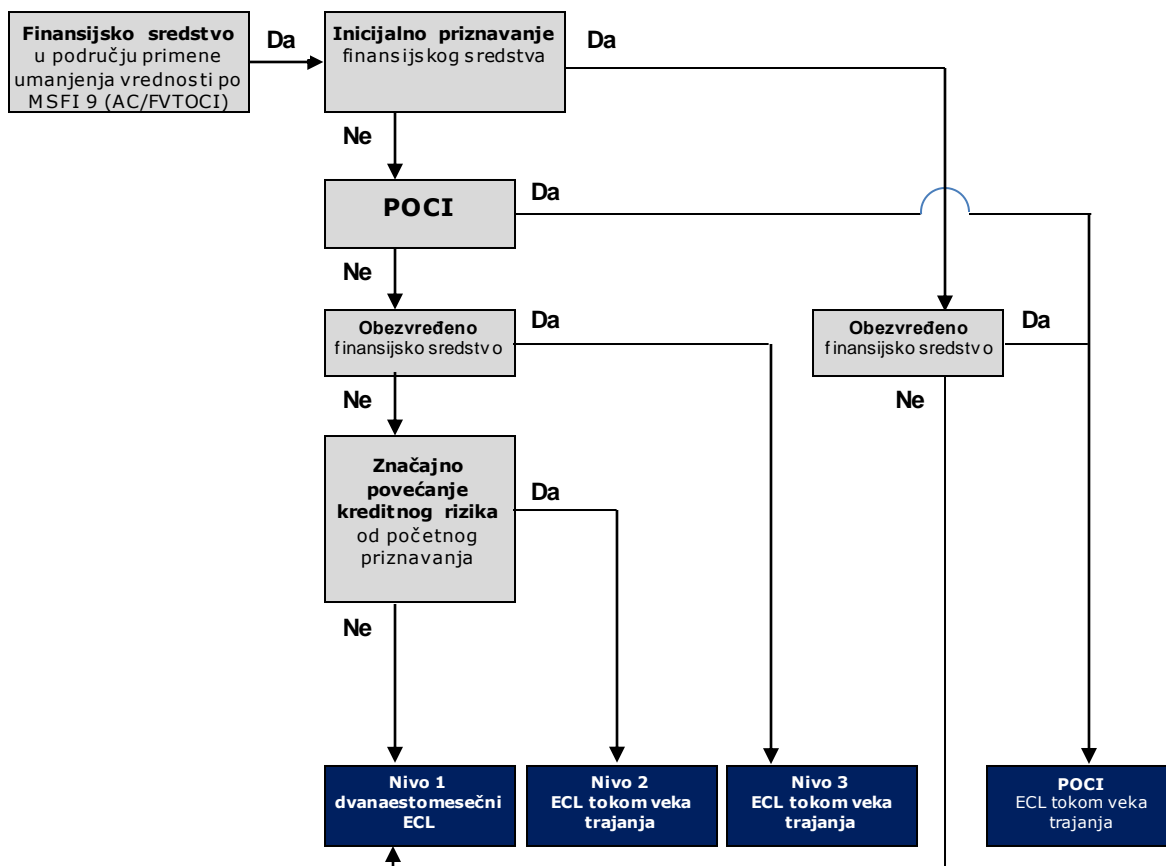 Finansijsko sredstvo
u području primene
umanjenja vrednosti po
MSFI 9 (AC/FVTOCI)
Da
Inicijalno priznavanje
finansijskog sredstva
Da
Ne
POCI
Da
Ne
Obezvređeno
finansijsko sredstvo
Da
Obezvređeno
finansijsko sredstvo
Da
Ne
Ne
Značajno
povećanje
kreditnog rizika
od početnog
priznavanja
Da
Ne
Nivo 1
dvanaestomesečni
ECL
Nivo 2
ECL tokom veka
trajanja
Nivo 3
ECL tokom veka
trajanja
POCI
ECL tokom veka
trajanja